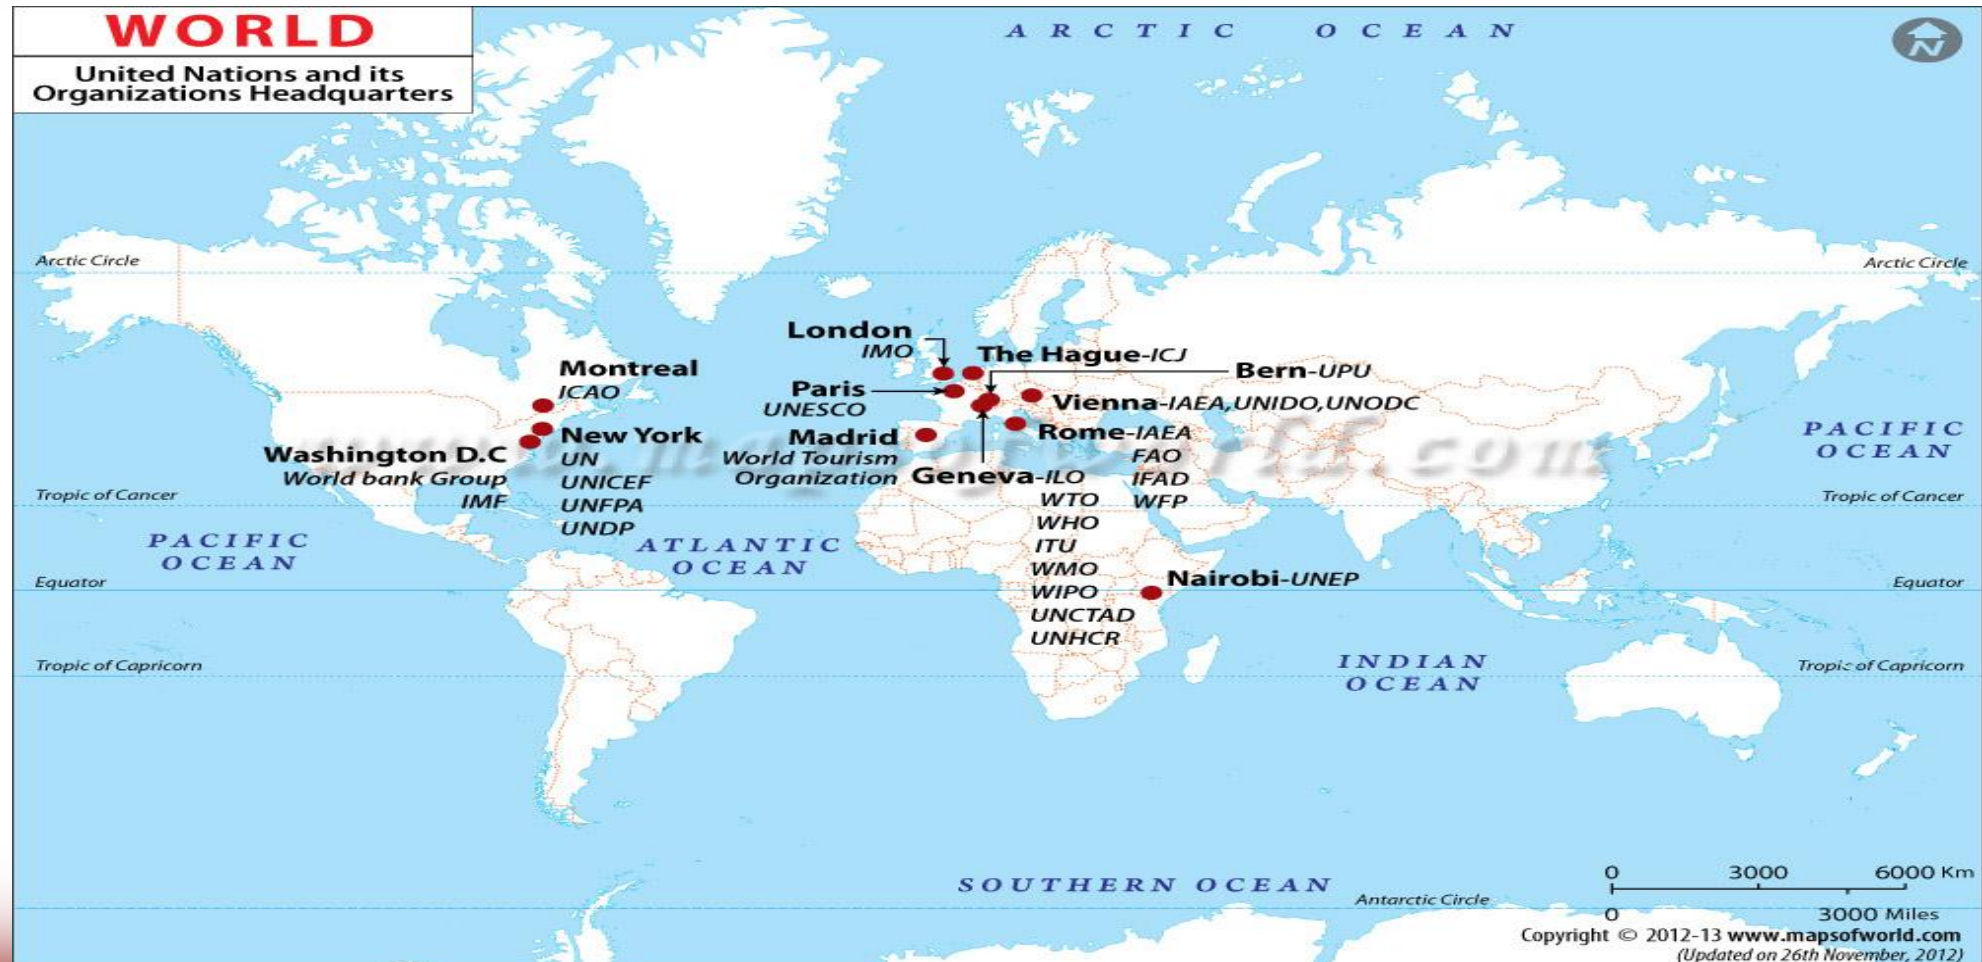 WORLD
United Nations and its
Organizations Headquarters
ARCTIC OCEAN
N
Arctic Circle
Arctic Circle
London
IMO
The Hague-ICJ
Montreal
ICAO
Paris
UNESCO
Bern-UPU
Vienna-IAEA,UNIDO,UNODC
New York
UN
UNICEF
UNFPA
UNDP
Washington D.C
World bank Group
IMF
Madrid
World Tourism
Organization
Rome-IAEA
FAO
IFAD
WFP
Geneva-ILO
WTO
WHO
ITU
WMO
WIPO
UNCTAD
UNHCR
PACIFIC
OCEAN
Tropic of Cancer
Tropic of Cancer
PACIFIC
OCEAN
ATLANTIC
OCEAN
Nairobi-UNEP
Equator
Equator
Tropic of Capricorn
Tropic of Capricorn
INDIAN
OCEAN
SOUTHERN OCEAN
Antarctic Circle
0 3000 6000 Km
0 3000 Miles
Copyright © 2012-13 www.mapsofworld.com
(Updated on 26th November, 2012)